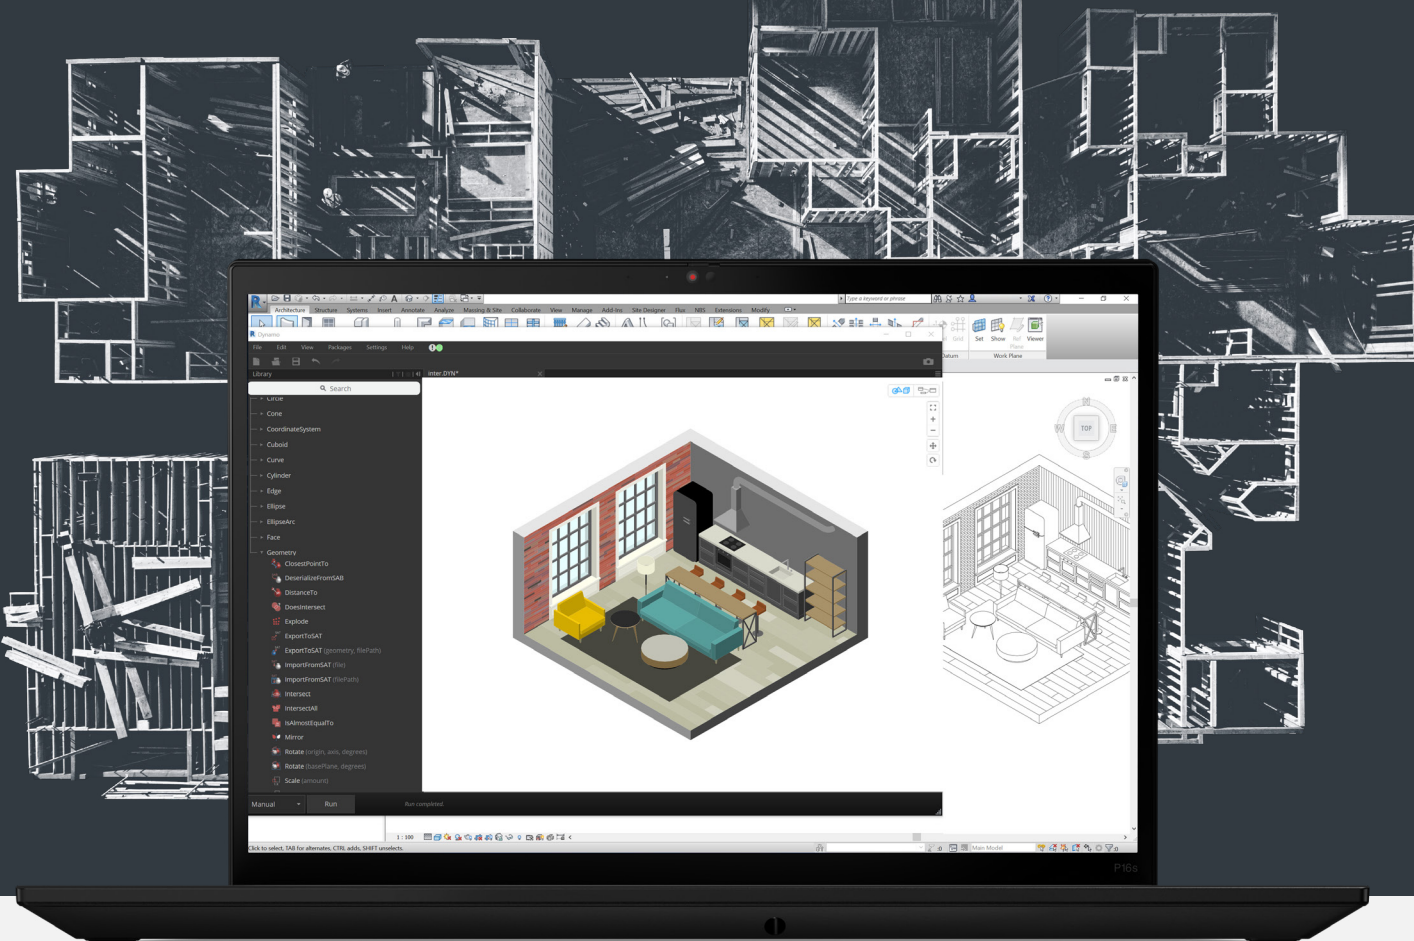 Type a keyword or phrase
Architecture Structure Systems Insert Annotate Analyze Massing & Site Collaborate View Manage Add-Ins Site Designer Flux NBS Extensions Modify
Dynamo
Grid Set Show Ref Plane Viewer
Datum Work Plane
File Edit View Packages Settings Help
Library
inter.DYN*
Search
Circle
Cone
CoordinateSystem
Cuboid
Curve
Cylinder
Edge
Ellipse
EllipseArc
Face
Geometry
ClosestPointTo
DeserializeFromSAB
DistanceTo
DoesIntersect
Explode
ExportToSAT
ExportToSAT (geometry, filePath)
ImportFromSAT (file)
ImportFromSAT (filePath)
Intersect
IntersectAll
IsAlmostEqualTo
Mirror
Rotate (origin, axis, degrees)
Rotate (basePlane, degrees)
Scale (amount)
N
W TOP E
S
Manual Run Run completed.
1 : 100
Click to select, TAB for alternates, CTRL adds, SHIFT unselects.
:0 Main Model :0
P16s